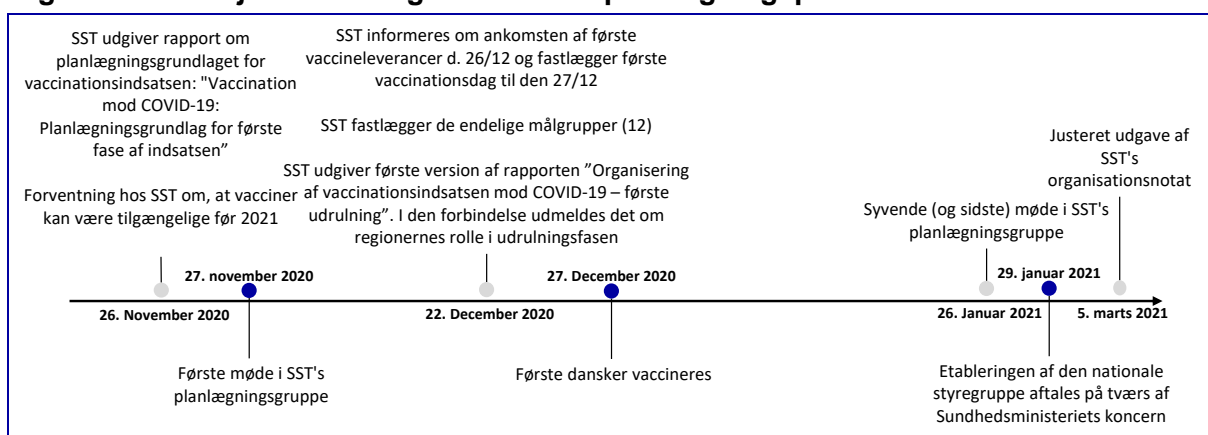 SST udgiver rapport om
planlægningsgrundlaget for
vaccinationsindsatsen: "Vaccination
mod COVID-19:
Planlægningsgrundlag for første
fase af indsatsen”
Forventning hos SST om, at vacciner
kan være tilgængelige før 2021
SST informeres om ankomsten af første
vaccineleverancer d. 26/12 og fastlægger første
vaccinationsdag til den 27/12
SST fastlægger de endelige målgrupper (12)
SST udgiver første version af rapporten ”Organisering
af vaccinationsindsatsen mod COVID-19 – første
udrulning”. I den forbindelse udmeldes det om
regionernes rolle i udrulningsfasen
Syvende (og sidste) møde i SST's
planlægningsgruppe
Justeret udgave af
SST's
organisationsnotat
27. november 2020
27. December 2020
29. januar 2021
26. November 2020
22. December 2020
26. Januar 2021
5. marts 2021
Første møde i SST's
planlægningsgruppe
Første dansker vaccineres
Etableringen af den nationale
styregruppe aftales på tværs af
Sundhedsministeriets koncern